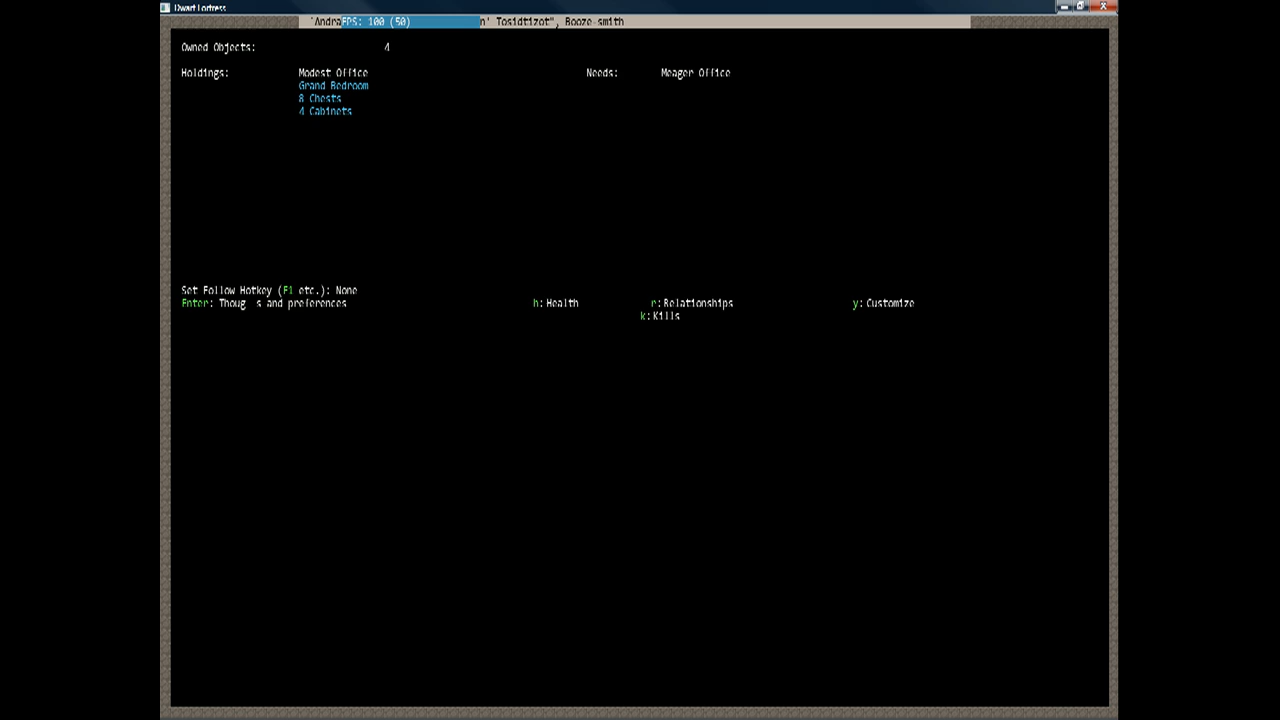 Dwarf Fortress
`AndraFPS: 100 (50) n' Tosidtizot", Booze-smith
Owned Objects: 4
Holdings: Modest Office Needs: Meager Office
Grand Bedroom
8 Chests
4 Cabinets
Set Follow Hotkey (F1 etc.): None
Enter: Thoug s and preferences h: Health r: Relationships y: Customize
k: Kills